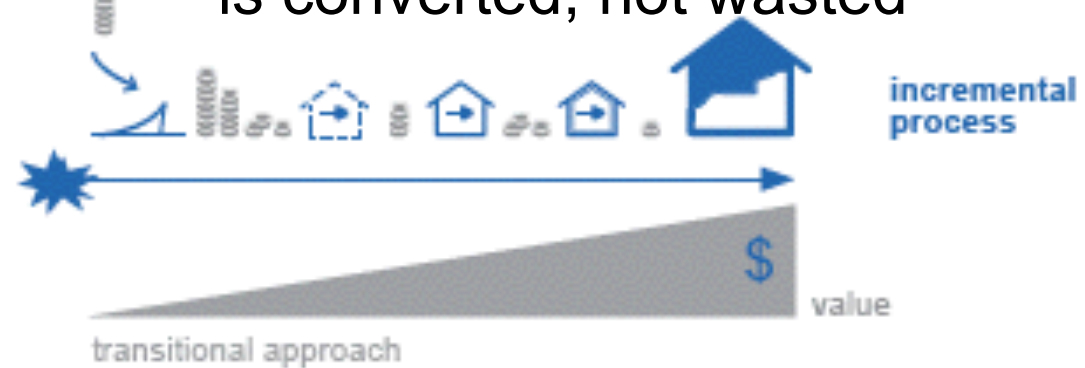 is converted, not wasted
incremental
process
$
value
transitional approach